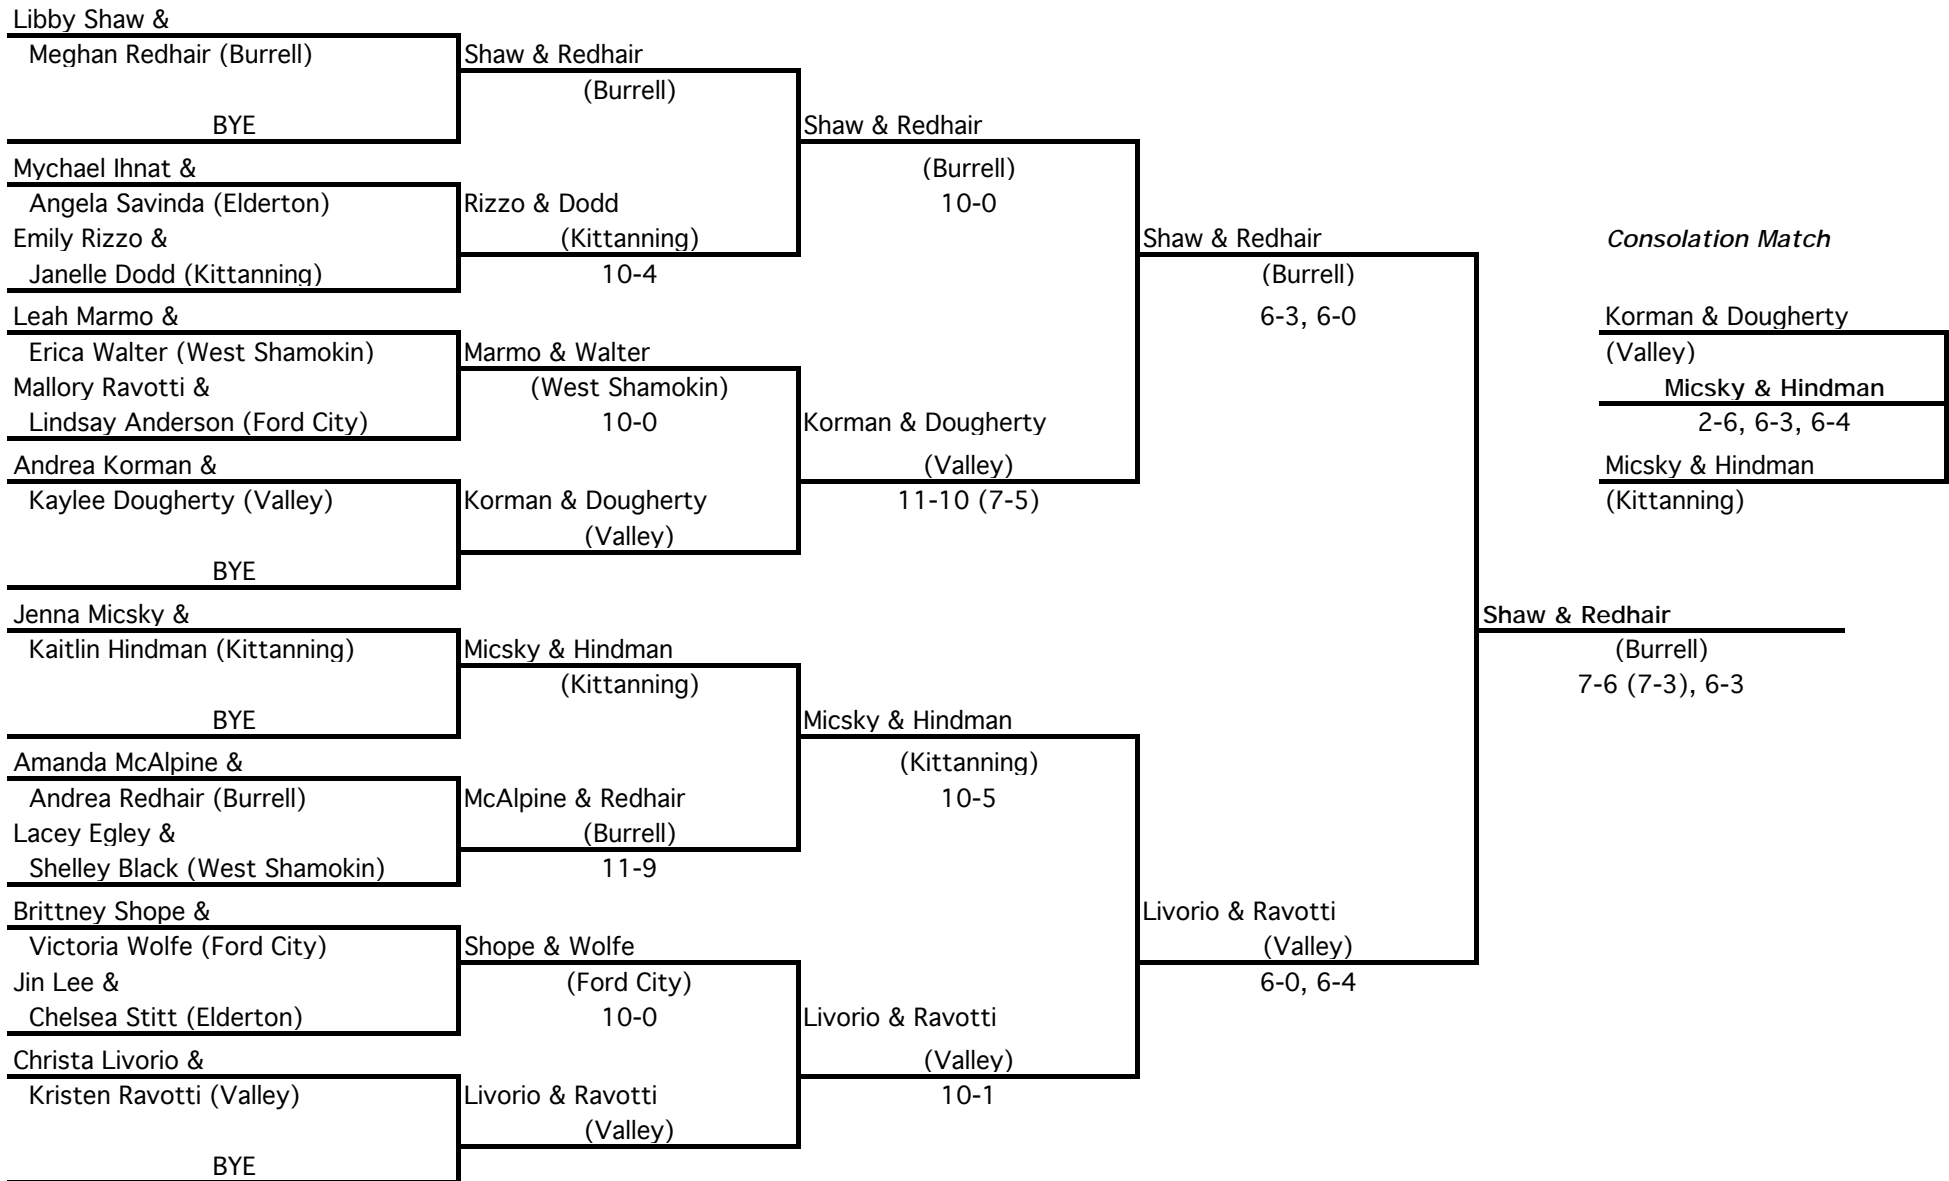 Libby Shaw &
Meghan Redhair (Burrell)
BYE
Mychael Ihnat &
Angela Savinda (Elderton)
Emily Rizzo &
Janelle Dodd (Kittanning)
Leah Marmo &
Erica Walter (West Shamokin)
Mallory Ravotti &
Lindsay Anderson (Ford City)
Andrea Korman &
Kaylee Dougherty (Valley)
BYE
Jenna Micsky &
Kaitlin Hindman (Kittanning)
BYE
Amanda McAlpine &
Andrea Redhair (Burrell)
Lacey Egley &
Shelley Black (West Shamokin)
Brittney Shope &
Victoria Wolfe (Ford City)
Jin Lee &
Chelsea Stitt (Elderton)
Christa Livorio &
Kristen Ravotti (Valley)
BYE
Shaw & Redhair
(Burrell)
Rizzo & Dodd
(Kittanning)
10-4
Marmo & Walter
(West Shamokin)
10-0
Korman & Dougherty
(Valley)
Micsky & Hindman
(Kittanning)
McAlpine & Redhair
(Burrell)
11-9
Shope & Wolfe
(Ford City)
10-0
Livorio & Ravotti
(Valley)
Shaw & Redhair
(Burrell)
10-0
Korman & Dougherty
(Valley)
11-10 (7-5)
Micsky & Hindman
(Kittanning)
10-5
Livorio & Ravotti
(Valley)
10-1
Shaw & Redhair
(Burrell)
6-3, 6-0
Livorio & Ravotti
(Valley)
6-0, 6-4
Shaw & Redhair
(Burrell)
7-6 (7-3), 6-3
Consolation Match
Korman & Dougherty
(Valley)
Micsky & Hindman
2-6, 6-3, 6-4
Micsky & Hindman
(Kittanning)